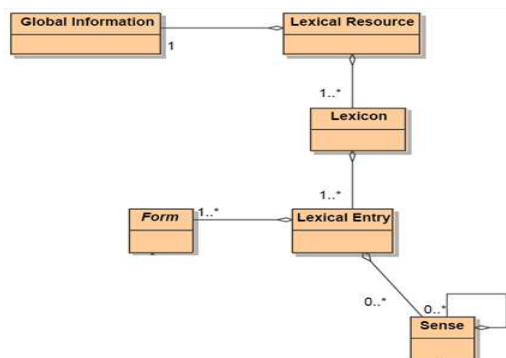 Global Information
Lexical Resource
1
1..*
Lexicon
1..*
Form
1..*
Lexical Entry
0..*
0..*
Sense